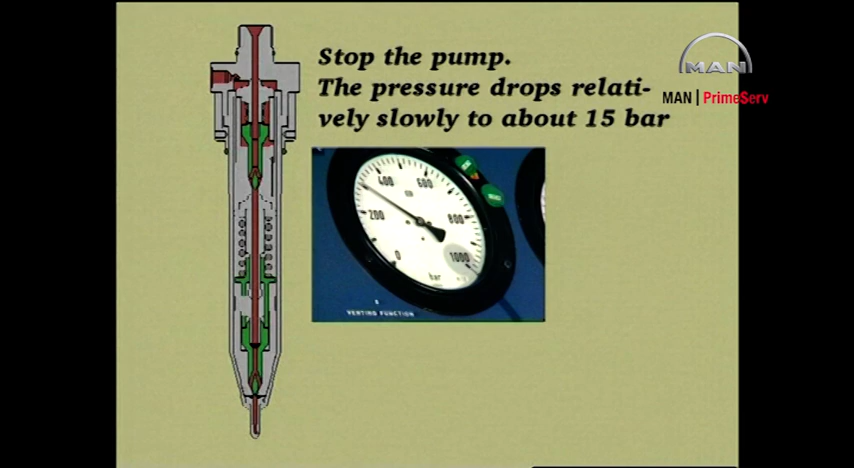 Stop the pump.
The pressure drops relati-
vely slowly to about 15 bar
MAN
MAN | PrimeServ
400
600
200
800
0
1000
bar
VENTING FUNCTION